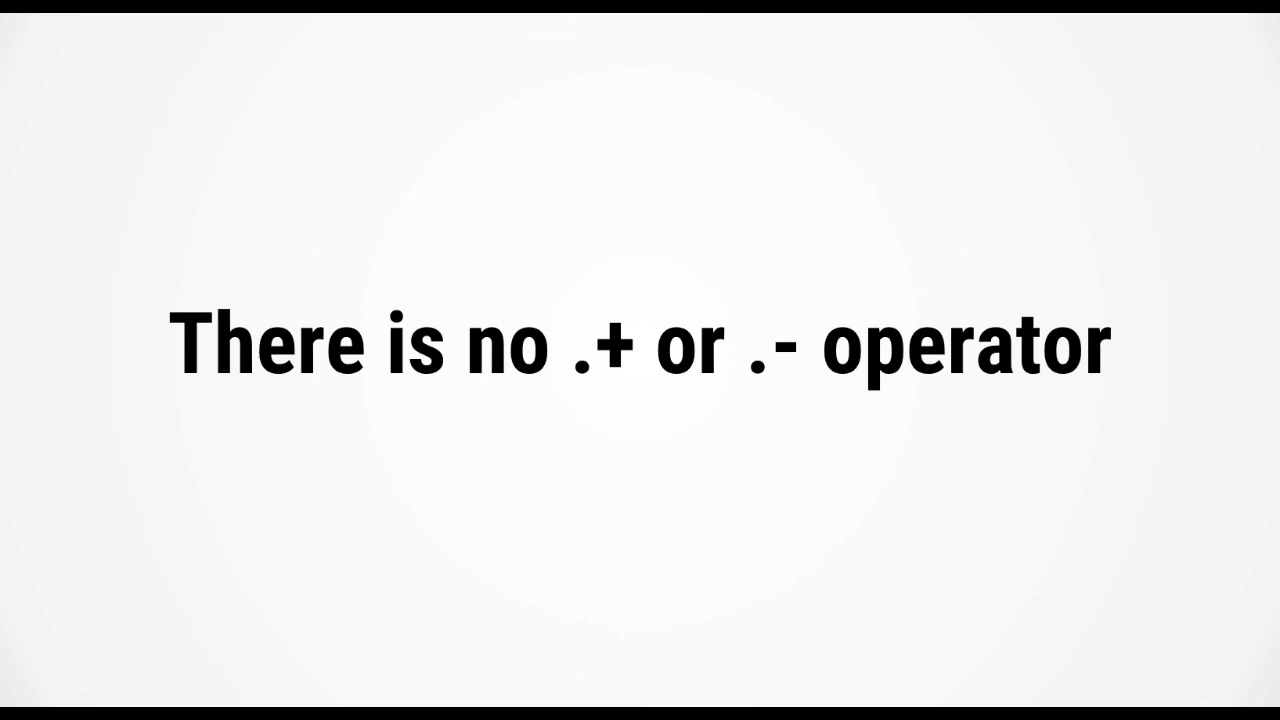 There is no .+ or .- operator